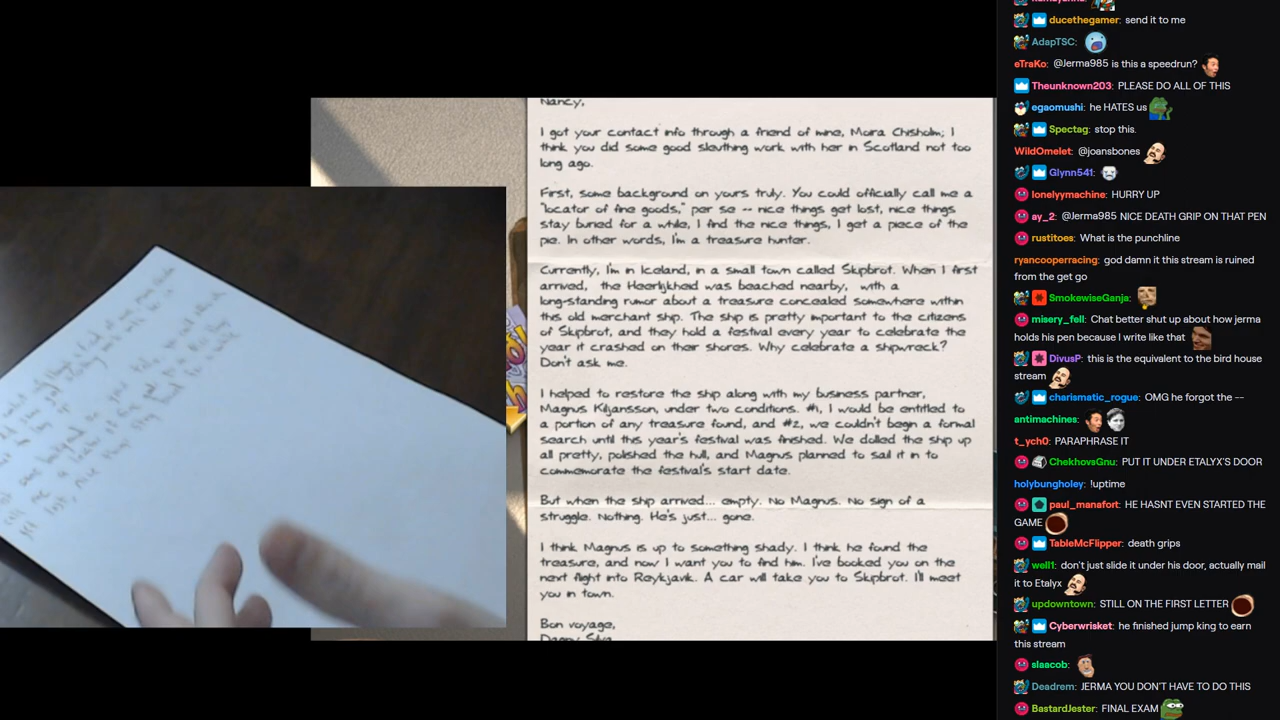 Nancy,
I got your contact info through a friend of mine, Moira Chisholm; I
think you did some good sleuthing work with her in Scotland not too
long ago.
First, some background on yours truly. You could officially call me a
"locator of fine goods," per se -- nice things get lost, nice things
stay buried for a while, I find the nice things, I get a piece of the
pie. In other words, I'm a treasure hunter.
Currently, I'm in Iceland, in a small town called Skipbrot. When I first
arrived, the Heerlijkheid was beached nearby, with a
long-standing rumor about a treasure concealed somewhere within
this old merchant ship. The ship is pretty important to the citizens
of Skipbrot, and they hold a festival every year to celebrate the
year it crashed on their shores. Why celebrate a shipwreck?
Don't ask me.
I helped to restore the ship along with my business partner,
Magnus Kiljansson, under two conditions. #1, I would be entitled to
a portion of any treasure found, and #2, we couldn't begin a formal
search until this year's festival was finished. We dolled the ship up
all pretty, polished the hull, and Magnus planned to sail it in to
commemorate the festival's start date.
But when the ship arrived... empty. No Magnus. No sign of a
struggle. Nothing. He's just... gone.
I think Magnus is up to something shady. I think he found the
treasure, and now I want you to find him. I've booked you on the
next flight into Reykjavik. A car will take you to Skipbrot. I'll meet
you in town.
Bon voyage,
Dagny Silva
ducethegamer: send it to me
AdapTSC:
eTraKo: @Jerma985 is this a speedrun?
Theunknown203: PLEASE DO ALL OF THIS
egaomushi: he HATES us
Spectag: stop this.
WildOmelet: @joansbones
Glynn541:
lonelyymachine: HURRY UP
ay_2: @Jerma985 NICE DEATH GRIP ON THAT PEN
rustitoes: What is the punchline
ryancooperracing: god damn it this stream is ruined
from the get go
SmokewiseGanja:
misery_fell: Chat better shut up about how jerma
holds his pen because I write like that
DivusP: this is the equivalent to the bird house
stream
charismatic_rogue: OMG he forgot the --
antimachines:
t_ych0: PARAPHRASE IT
ChekhovsGnu: PUT IT UNDER ETALYX'S DOOR
holybungholey: !uptime
paul_manafort: HE HASNT EVEN STARTED THE
GAME
TableMcFlipper: death grips
well1: don't just slide it under his door, actually mail
it to Etalyx
updowntown: STILL ON THE FIRST LETTER
Cyberwrisket: he finished jump king to earn
this stream
slaacob:
Deadrem: JERMA YOU DON'T HAVE TO DO THIS
BastardJester: FINAL EXAM